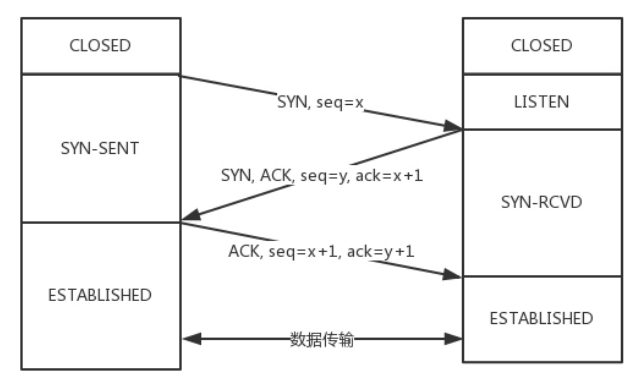 CLOSED
CLOSED
SYN, seq=x
LISTEN
SYN-SENT
SYN, ACK, seq=y, ack=x+1
SYN-RCVD
ACK, seq=x+1, ack=y+1
ESTABLISHED
ESTABLISHED
数据传输